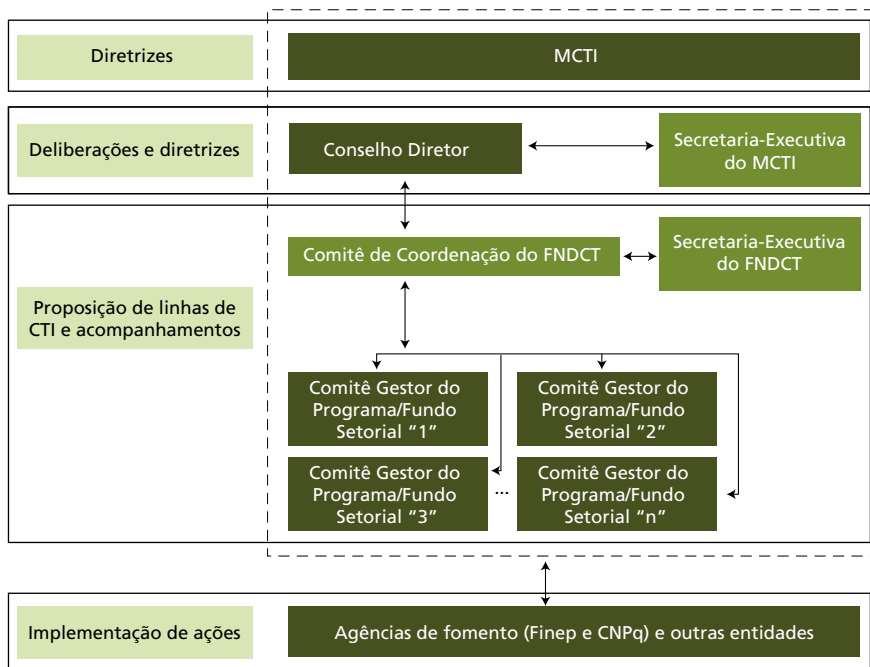 Diretrizes
MCTI
Deliberações e diretrizes
Conselho Diretor
Secretaria-Executiva
do MCTI
Comitê de Coordenação do FNDCT
Secretaria-Executiva
do FNDCT
Proposição de linhas de
CTI e acompanhamentos
Comitê Gestor do
Programa/Fundo
Setorial “1”
Comitê Gestor do
Programa/Fundo
Setorial “2”
Comitê Gestor do
Programa/Fundo
Setorial “3”
...
Comitê Gestor do
Programa/Fundo
Setorial “n”
Implementação de ações
Agências de fomento (Finep e CNPq) e outras entidades